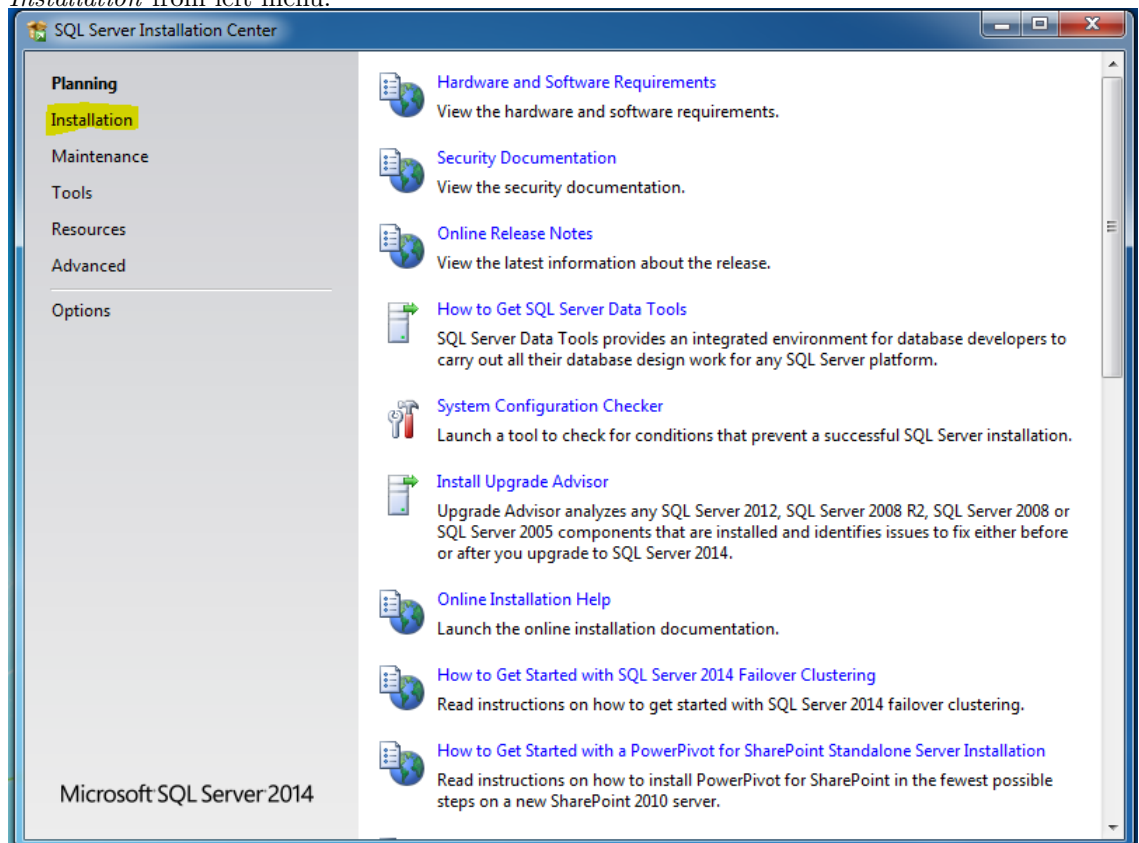 Installation from left menu.
SQL Server Installation Center
Planning
Installation
Maintenance
Tools
Resources
Advanced
Options
Microsoft SQL Server 2014
Hardware and Software Requirements
View the hardware and software requirements.
Security Documentation
View the security documentation.
Online Release Notes
View the latest information about the release.
How to Get SQL Server Data Tools
SQL Server Data Tools provides an integrated environment for database developers to
carry out all their database design work for any SQL Server platform.
System Configuration Checker
Launch a tool to check for conditions that prevent a successful SQL Server installation.
Install Upgrade Advisor
Upgrade Advisor analyzes any SQL Server 2012, SQL Server 2008 R2, SQL Server 2008 or
SQL Server 2005 components that are installed and identifies issues to fix either before
or after you upgrade to SQL Server 2014.
Online Installation Help
Launch the online installation documentation.
How to Get Started with SQL Server 2014 Failover Clustering
Read instructions on how to get started with SQL Server 2014 failover clustering.
How to Get Started with a PowerPivot for SharePoint Standalone Server Installation
Read instructions on how to install PowerPivot for SharePoint in the fewest possible
steps on a new SharePoint 2010 server.